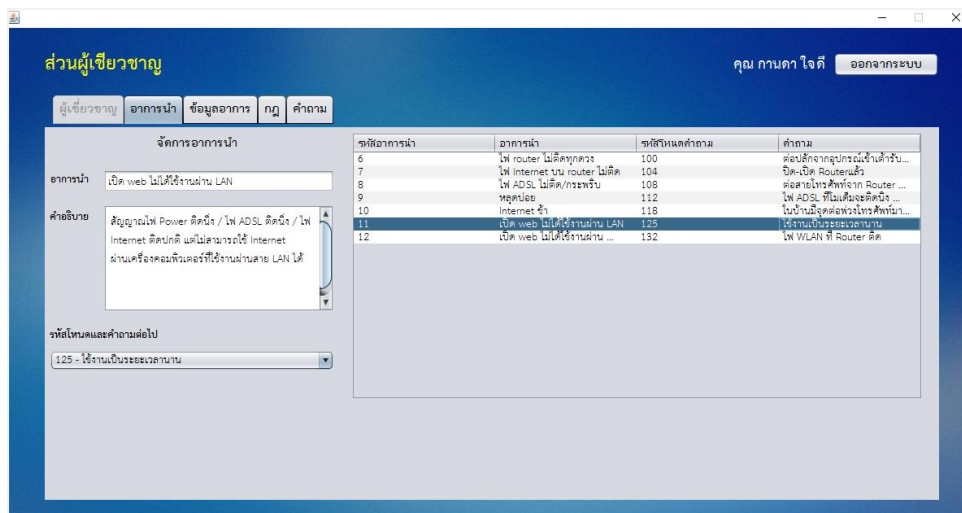 ส่วนผู้เชียวชาญ
คุณ กานดา ใจดี ออกจากระบบ
ผู้เชี่ยวชาญ อาการนำ ข้อมูลอาการ กฎ คำถาม
จัดการอาการนำ
อาการนำ เปิด web ไม่ได้ใช้งานผ่าน LAN
คำอธิบาย สัญญาณไฟ Power ติดนิ่ง / ไฟ ADSL ติดนิ่ง / ไฟ
Internet ติดปกติ แต่ไม่สามารถใช้ Internet
ผ่านเครื่องคอมพิวเตอร์ที่ใช้งานผ่านสาย LAN ได้
รหัสโหนดและคำถามต่อไป
125 - ใช้งานเป็นระยะเวลานาน
รหัสอาการนำ อาการนำ รหัสโหนดคำถาม คำถาม
6 ไฟ router ไม่ติดทุกดวง 100 ต่อปลักจากอุปกรณ์เข้าเต้ารับ...
7 ไฟ internet บน router ไม่ติด 104 ปิด-เปิด Routerแล้ว
8 ไฟ ADSL ไม่ติด/กระพริบ 108 ต่อสายโทรศัพท์จาก Router ...
9 หลุดบ่อย 112 ไฟ ADSL ที่โมเด็มจะติดนิ่ง ...
10 Internet ช้า 118 ในบ้านมีจุดต่อพ่วงโทรศัพท์มา...
11 เปิด web ไม่ได้ใช้งานผ่าน LAN 125 ใช้งานเป็นระยะเวลานาน
12 เปิด web ไม่ได้ใช้งานผ่าน ... 132 ไฟ WLAN ที่ Router ติด